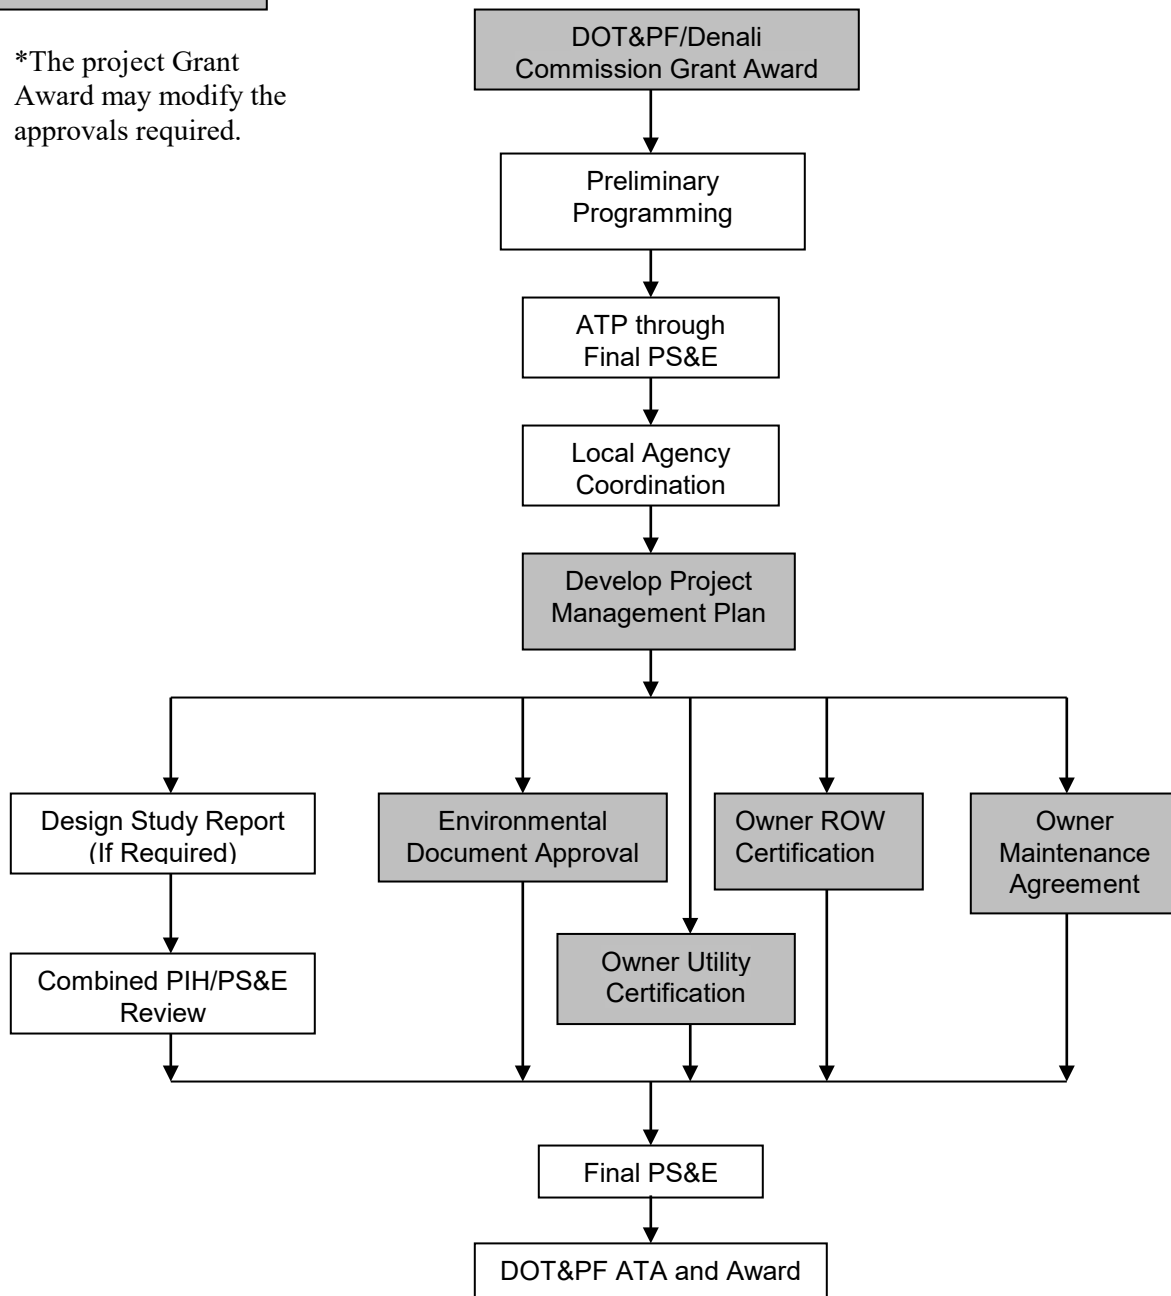 *The project Grant
Award may modify the
approvals required.
DOT&PF/Denali
Commission Grant Award
Preliminary
Programming
ATP through
Final PS&E
Local Agency
Coordination
Develop Project
Management Plan
Design Study Report
(If Required)
Environmental
Document Approval
Owner ROW
Certification
Owner
Maintenance
Agreement
Combined PIH/PS&E
Review
Owner Utility
Certification
Final PS&E
DOT&PF ATA and Award